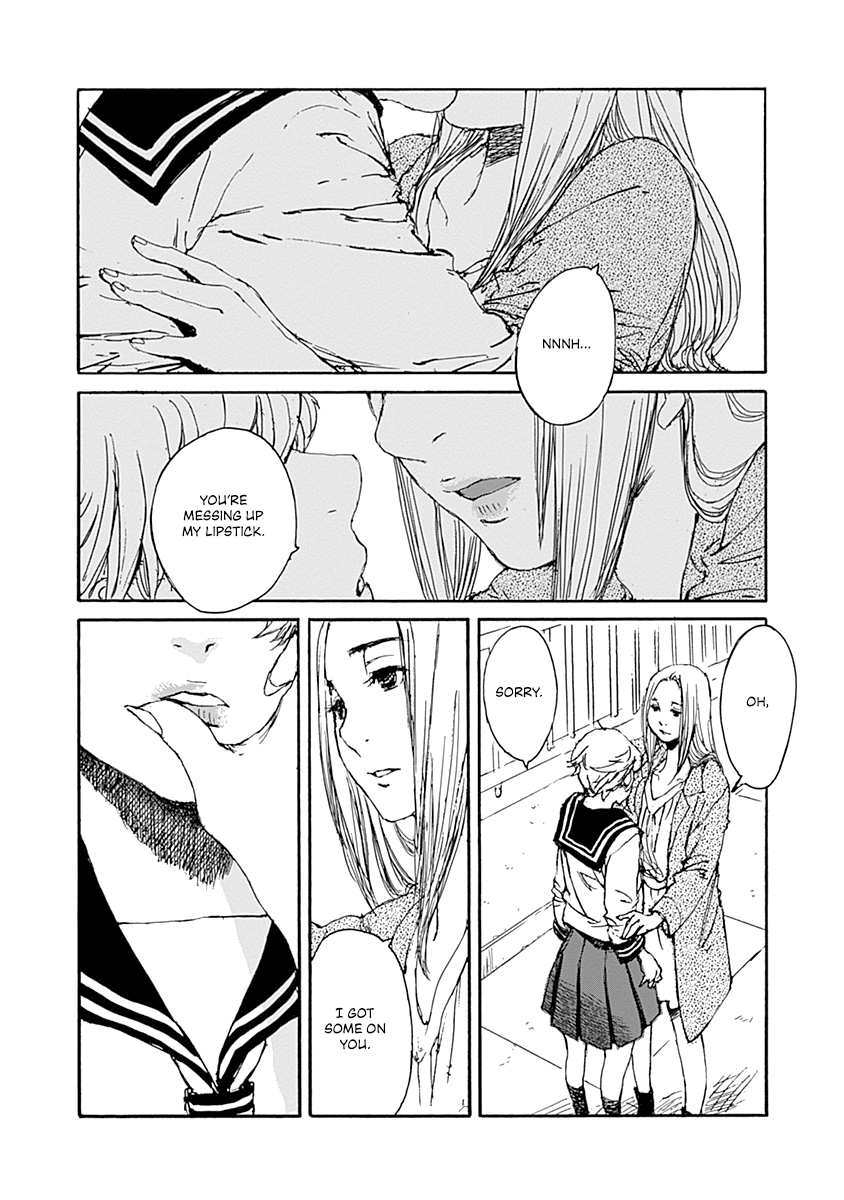 NNNH...
YOU'RE
MESSING UP
MY LIPSTICK.
OH,
SORRY.
I GOT
SOME ON
YOU.